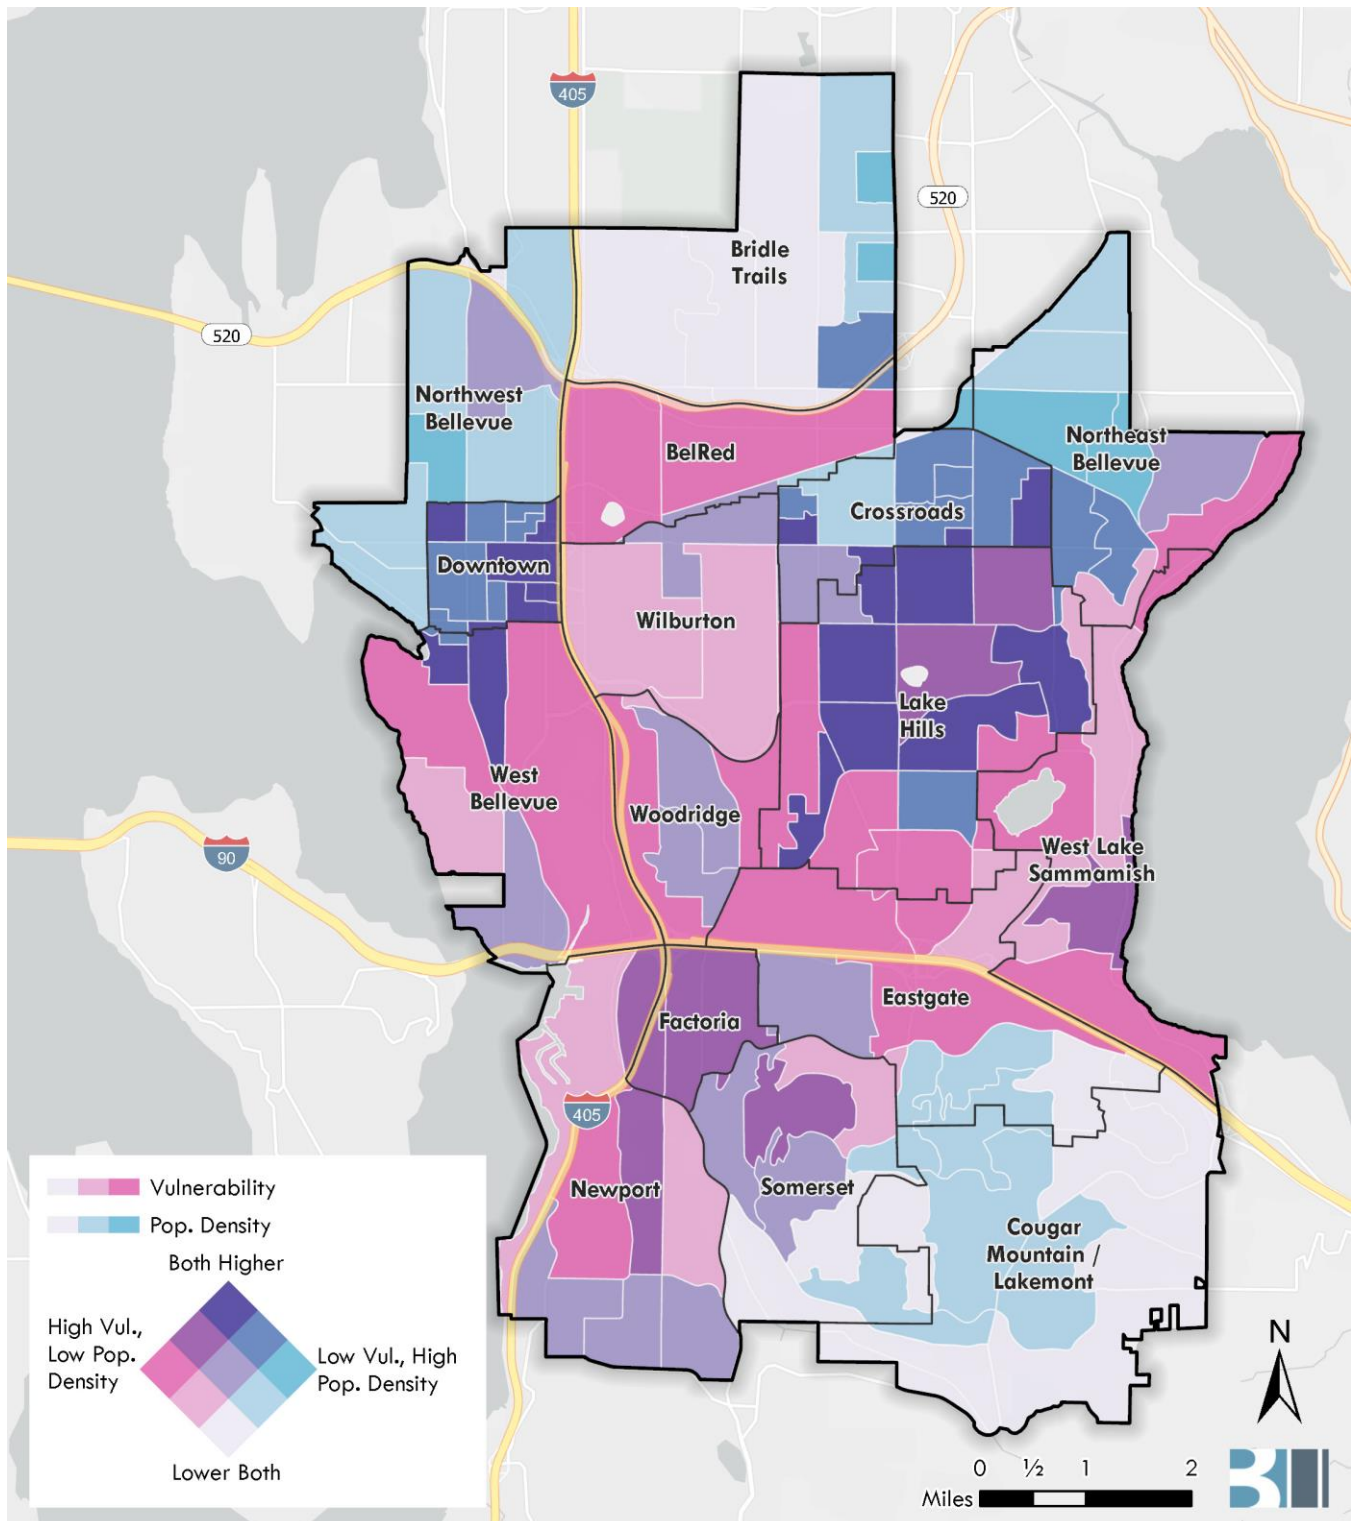 405
520
Bridle
Trails
520
Northwest
Bellevue
BelRed
Northeast
Bellevue
Crossroads
Downtown
Wilburton
Lake
Hills
West
Bellevue
Woodridge
90
West Lake
Sammamish
Eastgate
Factoria
405
Newport
Somerset
Cougar
Mountain /
Lakemont
Vulnerability
Pop. Density
Both Higher
High Vul.,
Low Pop.
Density
Low Vul., High
Pop. Density
Lower Both
N
0 ½ 1 2
Miles